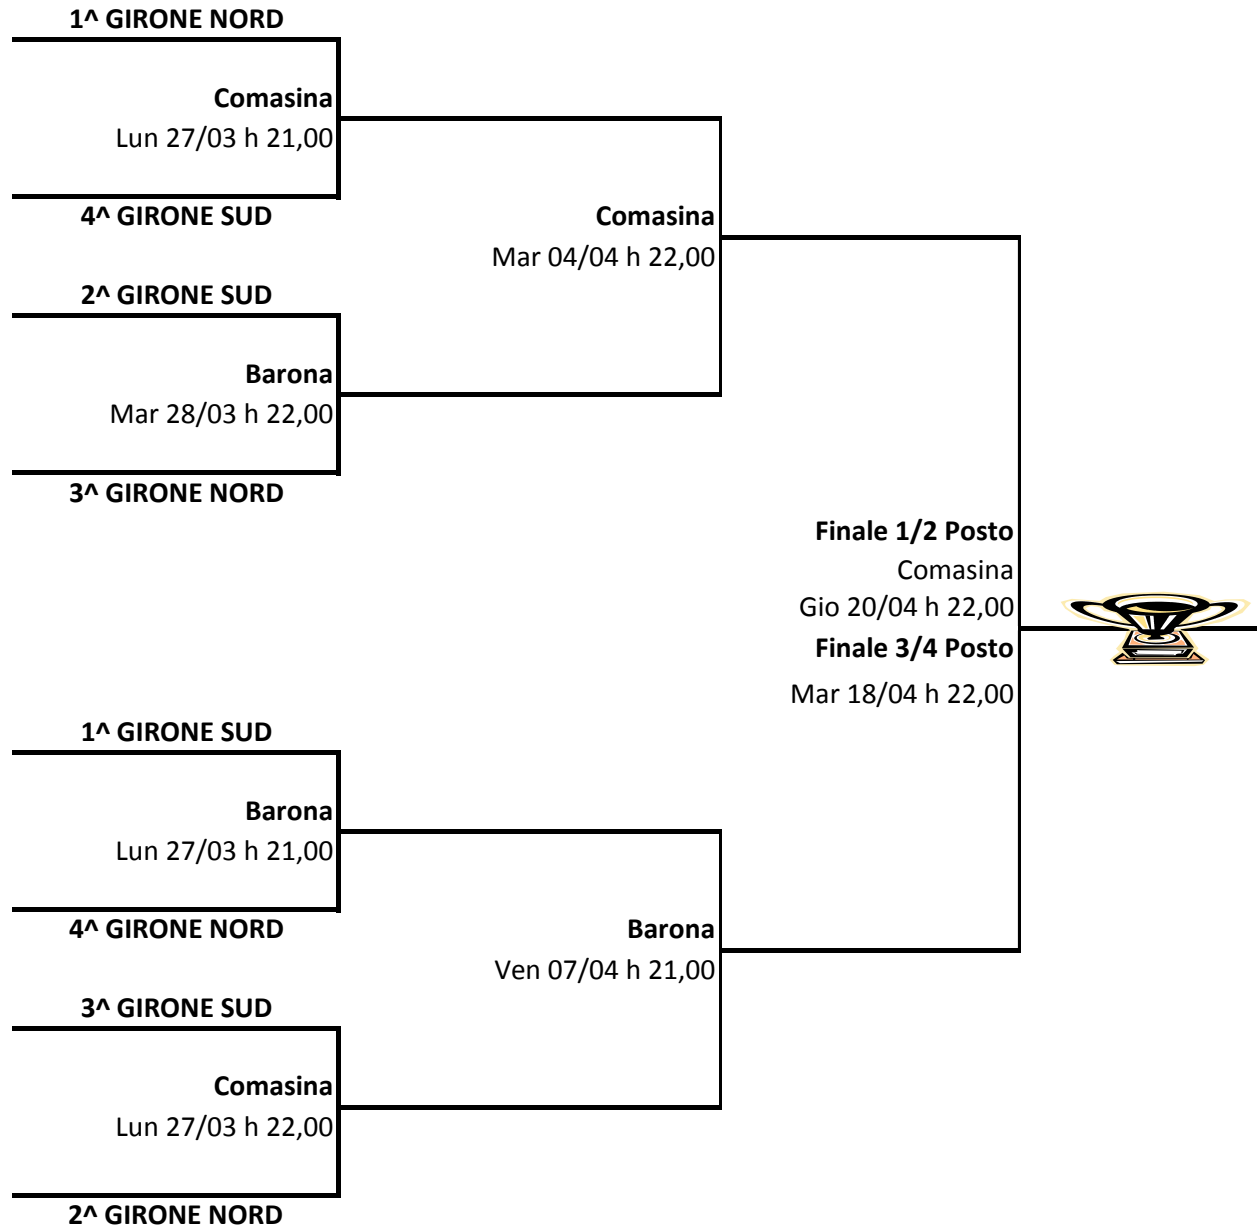 1^ GIRONE NORD
Comasina
Lun 27/03 h 21,00
4^ GIRONE SUD
Comasina
Mar 04/04 h 22,00
2^ GIRONE SUD
Barona
Mar 28/03 h 22,00
3^ GIRONE NORD
Finale 1/2 Posto
Comasina
Gio 20/04 h 22,00
Finale 3/4 Posto
Mar 18/04 h 22,00
1^ GIRONE SUD
Barona
Lun 27/03 h 21,00
4^ GIRONE NORD
Barona
Ven 07/04 h 21,00
3^ GIRONE SUD
Comasina
Lun 27/03 h 22,00
2^ GIRONE NORD